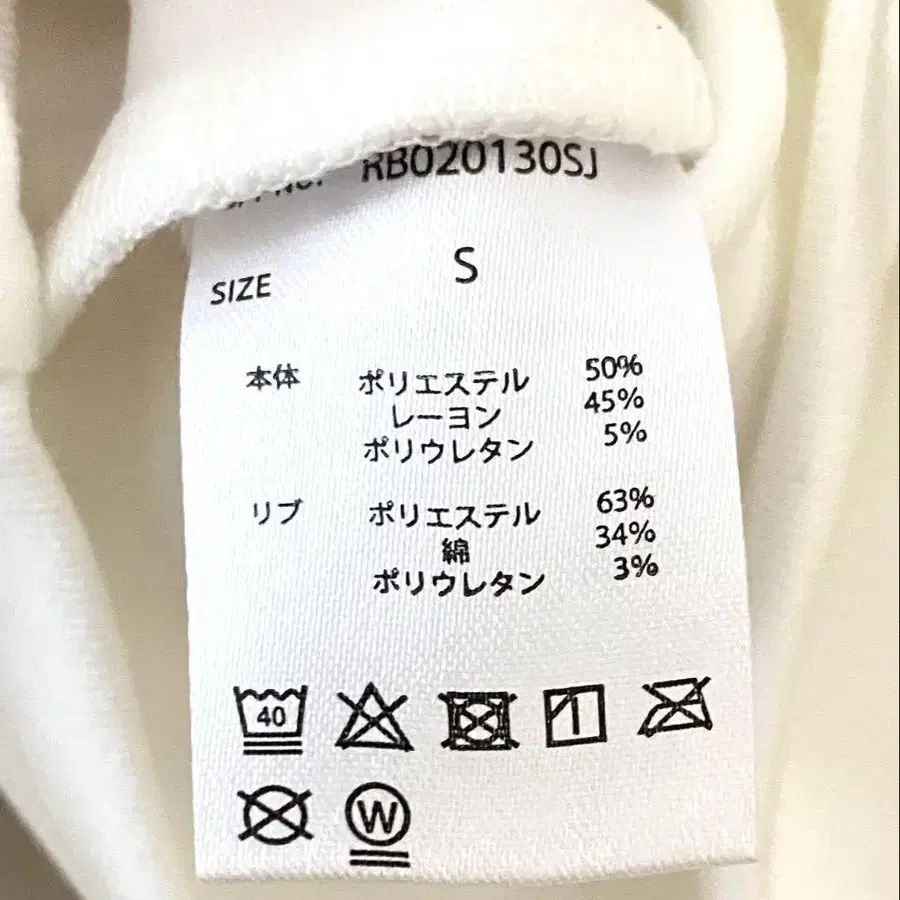 RB020130SJ
SIZE S
本体 ポリエステル 50%
レーヨン 45%
ポリウレタン 5%
リブ ポリエステル 63%
綿 34%
ポリウレタン 3%
40
W